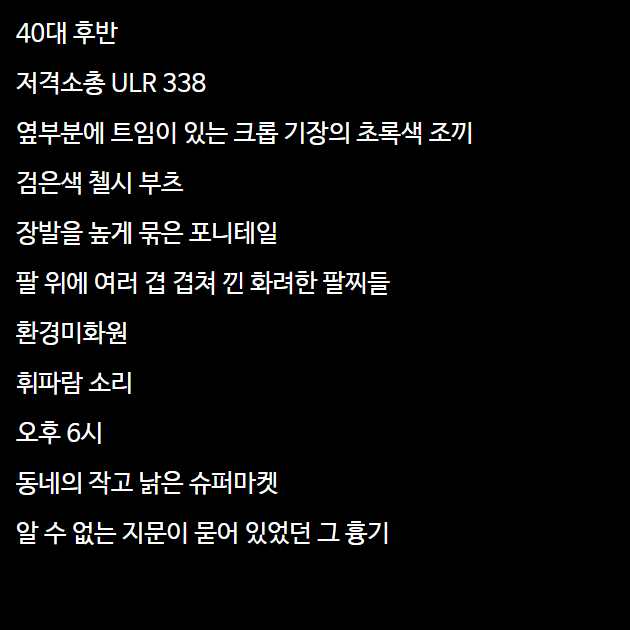 40대 후반
저격소총 ULR 338
옆부분에 트임이 있는 크롭 기장의 초록색 조끼
검은색 첼시 부츠
장발을 높게 묶은 포니테일
팔 위에 여러 겹 겹쳐 낀 화려한 팔찌들
환경미화원
휘파람 소리
오후 6시
동네의 작고 낡은 슈퍼마켓
알 수 없는 지문이 묻어 있었던 그 흉기